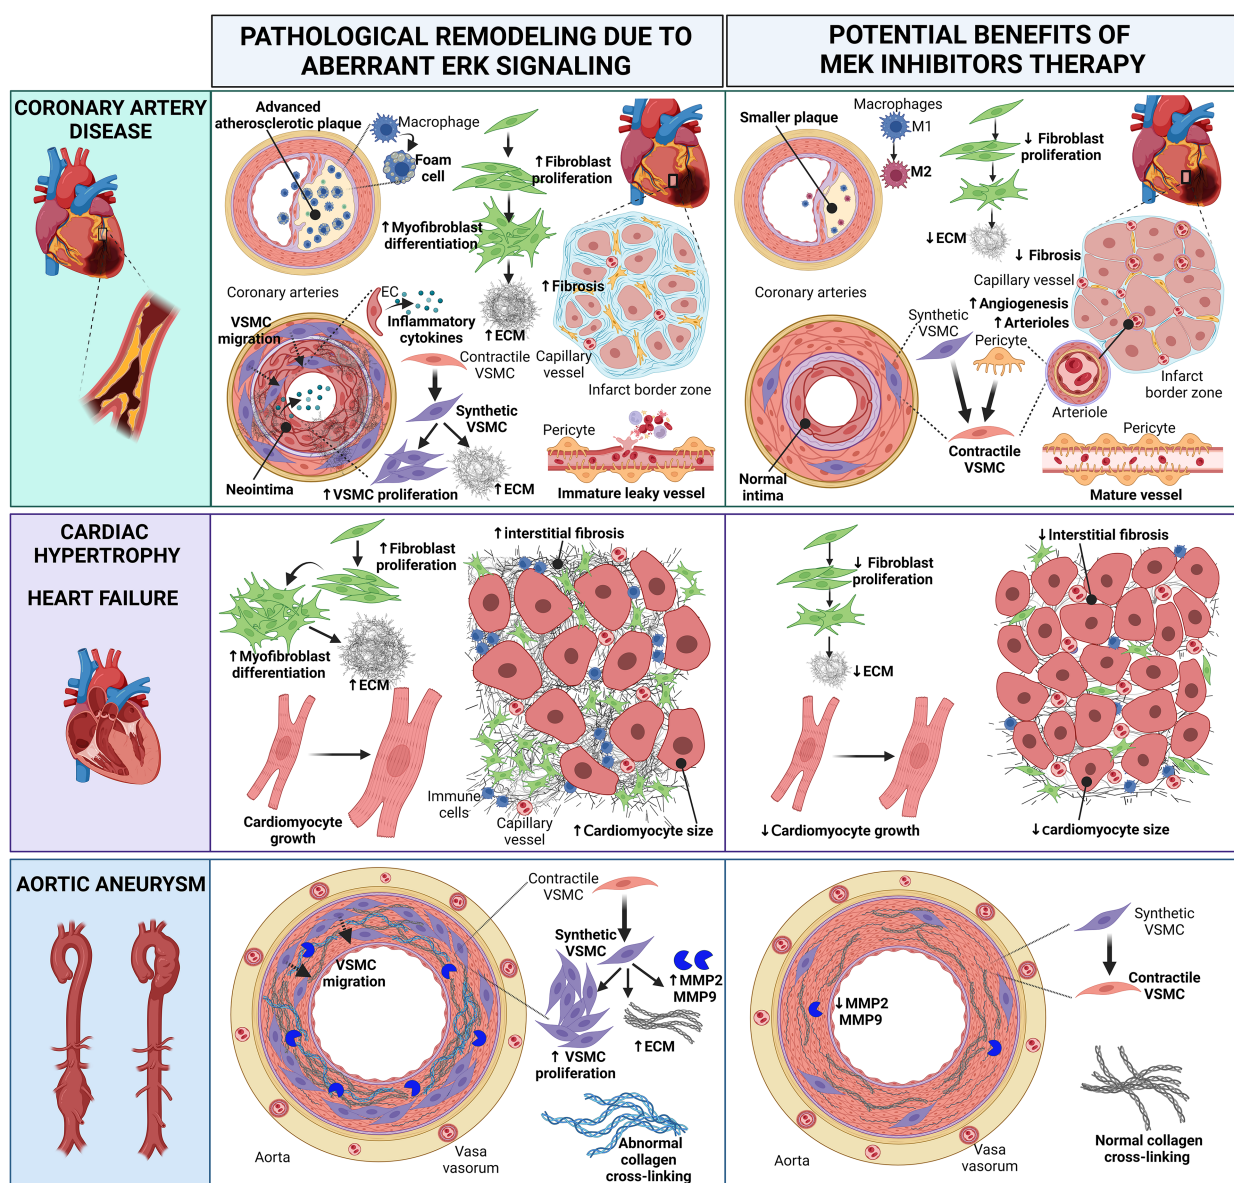 PATHOLOGICAL REMODELING DUE TO
ABERRANT ERK SIGNALING
POTENTIAL BENEFITS OF
MEK INHIBITORS THERAPY
CORONARY ARTERY
DISEASE
Advanced
atherosclerotic plaque
Macrophage
Foam
cell
↑Fibroblast
proliferation
↑Myofibroblast
differentiation
↑ECM
↑Fibrosis
Coronary arteries
EC
Inflammatory
cytokines
VSMC
migration
Contractile
VSMC
Synthetic
VSMC
Neointima
↑VSMC proliferation
↑ECM
Capillary
vessel
Infarct border zone
Pericyte
Immature leaky vessel
Smaller plaque
Macrophages
M1
M2
↓ Fibroblast
proliferation
↓ECM
↓ Fibrosis
Capillary vessel
↑Angiogenesis
↑Arterioles
Coronary arteries
Synthetic
VSMC
Pericyte
Arteriole
Infarct
border zone
Contractile
VSMC
Normal
intima
Pericyte
Mature vessel
CARDIAC
HYPERTROPHY
HEART FAILURE
↑Fibroblast
proliferation
↑Myofibroblast
differentiation
↑ECM
Cardiomyocyte
growth
↑interstitial fibrosis
Immune
cells
Capillary
vessel
↑Cardiomyocyte size
↓ Fibroblast
proliferation
↓ECM
↓Cardiomyocyte growth
↓Interstitial fibrosis
↓cardiomyocyte size
AORTIC ANEURYSM
VSMC
migration
Contractile
VSMC
Synthetic
VSMC
↑MMP2
MMP9
↑ECM
↑ VSMC
proliferation
Abnormal
collagen
cross-linking
Aorta
Vasa
vasorum
↓MMP2
MMP9
Synthetic
VSMC
Contractile
VSMC
Normal collagen
cross-linking
Aorta
Vasa
vasorum